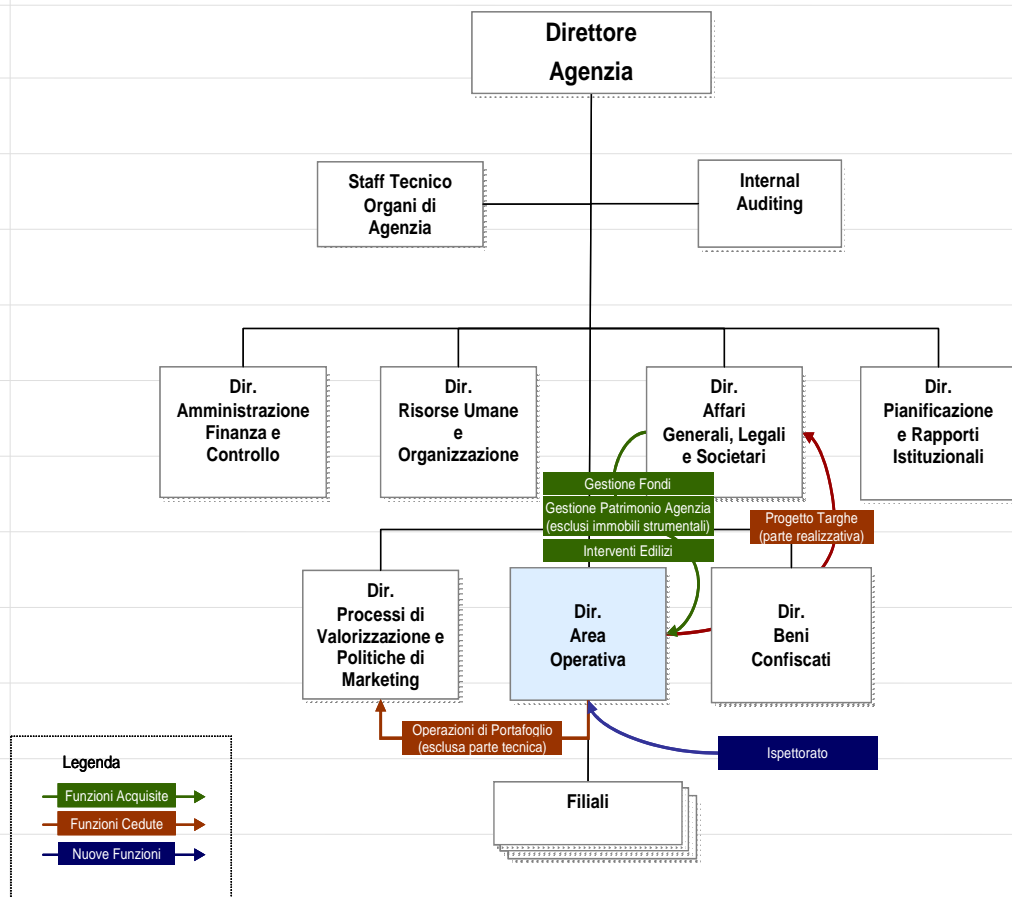 Direttore
Agenzia
Staff Tecnico
Organi di
Agenzia
Internal
Auditing
Dir.
Amministrazione
Finanza e
Controllo
Dir.
Risorse Umane
e
Organizzazione
Dir.
Affari
Generali, Legali
e Societari
Dir.
Pianificazione
e Rapporti
Istituzionali
Gestione Fondi
Gestione Patrimonio Agenzia
(esclusi immobili strumentali)
Interventi Edilizi
Progetto Targhe
(parte realizzativa)
Dir.
Processi di
Valorizzazione e
Politiche di
Marketing
Dir.
Area
Operativa
Dir.
Beni
Confiscati
Operazioni di Portafoglio
(esclusa parte tecnica)
Ispettorato
Filiali
Legenda
Funzioni Acquisite
Funzioni Cedute
Nuove Funzioni